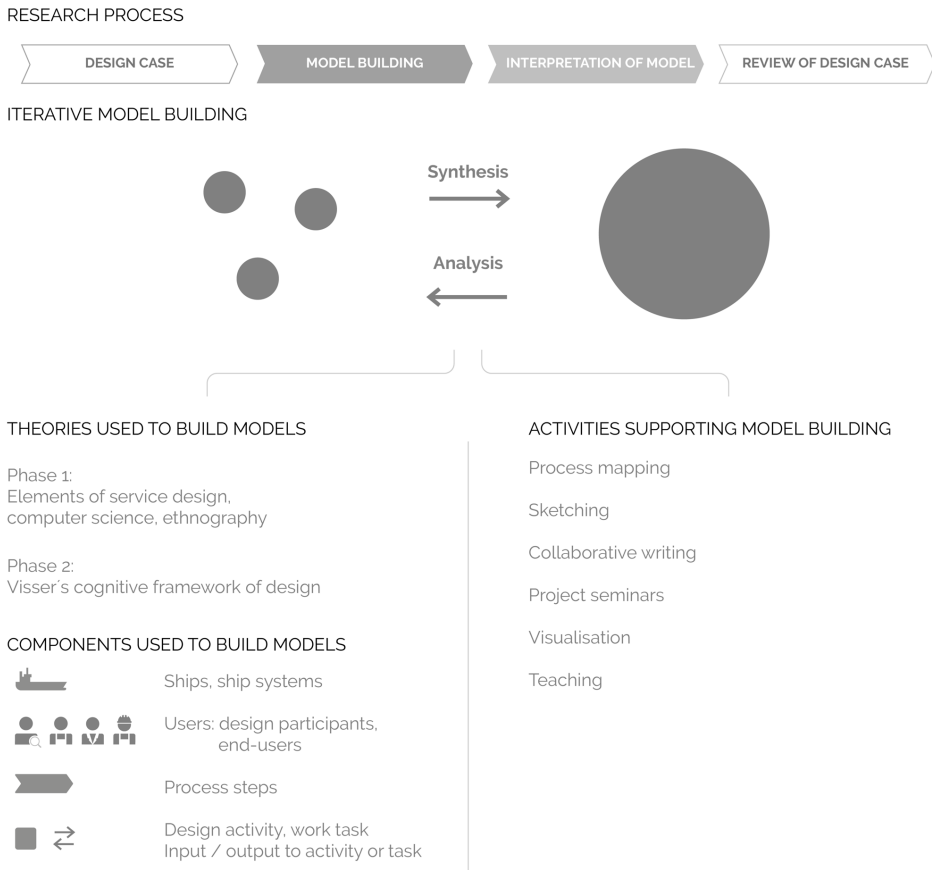 RESEARCH PROCESS
DESIGN CASE
MODEL BUILDING
INTERPRETATION OF MODEL
REVIEW OF DESIGN CASE
ITERATIVE MODEL BUILDING
Synthesis
Analysis
THEORIES USED TO BUILD MODELS
Phase 1:
Elements of service design,
computer science, ethnography
Phase 2:
Visser´s cognitive framework of design
COMPONENTS USED TO BUILD MODELS
Ships, ship systems
Users: design participants,
end-users
Process steps
Design activity, work task
Input / output to activity or task
ACTIVITIES SUPPORTING MODEL BUILDING
Process mapping
Sketching
Collaborative writing
Project seminars
Visualisation
Teaching